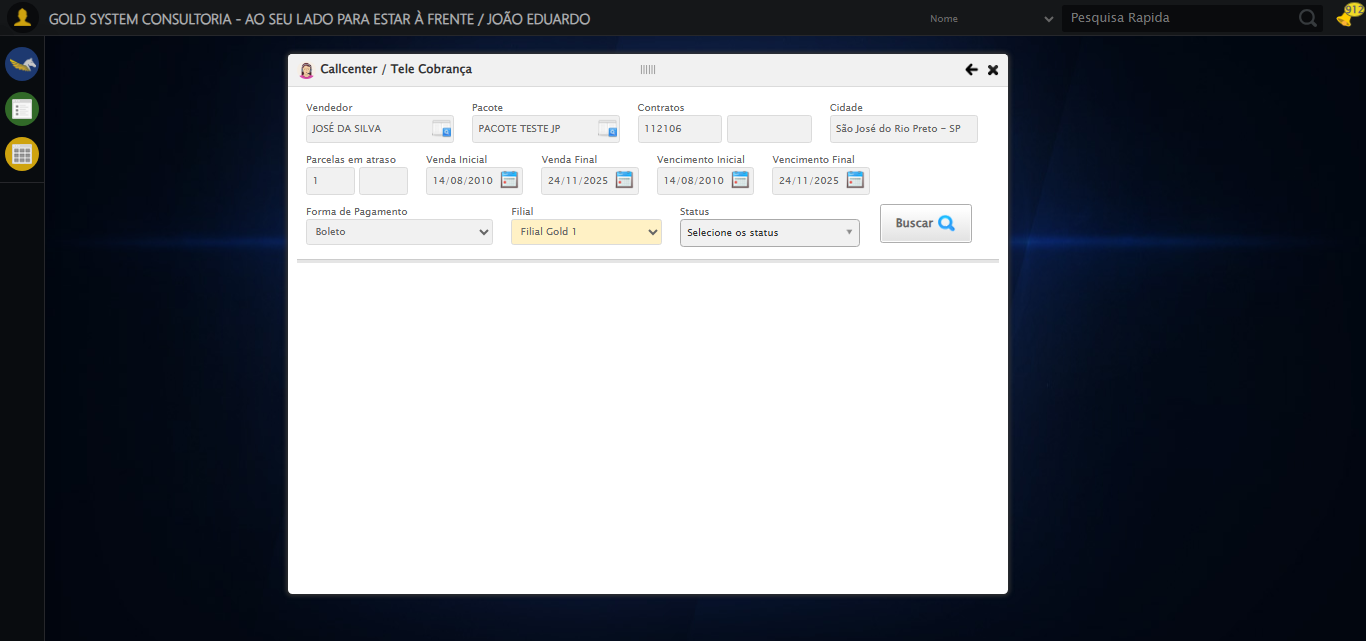 GOLD SYSTEM CONSULTORIA - AO SEU LADO PARA ESTAR À FRENTE / JOÃO EDUARDO
Nome
Pesquisa Rapida
912
Callcenter / Tele Cobrança
Vendedor Pacote Contratos Cidade
JOSÉ DA SILVA PACOTE TESTE JP 112106 São José do Rio Preto - SP
Parcelas em atraso Venda Inicial Venda Final Vencimento Inicial Vencimento Final
1 14/08/2010 24/11/2025 14/08/2010 24/11/2025
Forma de Pagamento Filial Status
Boleto Filial Gold 1 Selecione os status Buscar